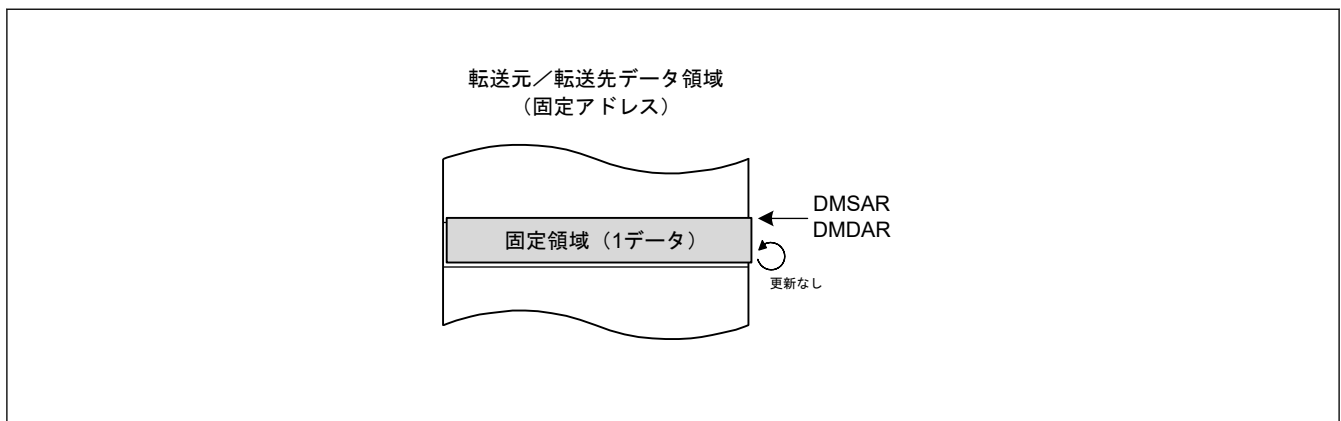 転送元／転送先データ領域
（固定アドレス）
DMSAR
DMDAR
固定領域（1データ）
更新なし